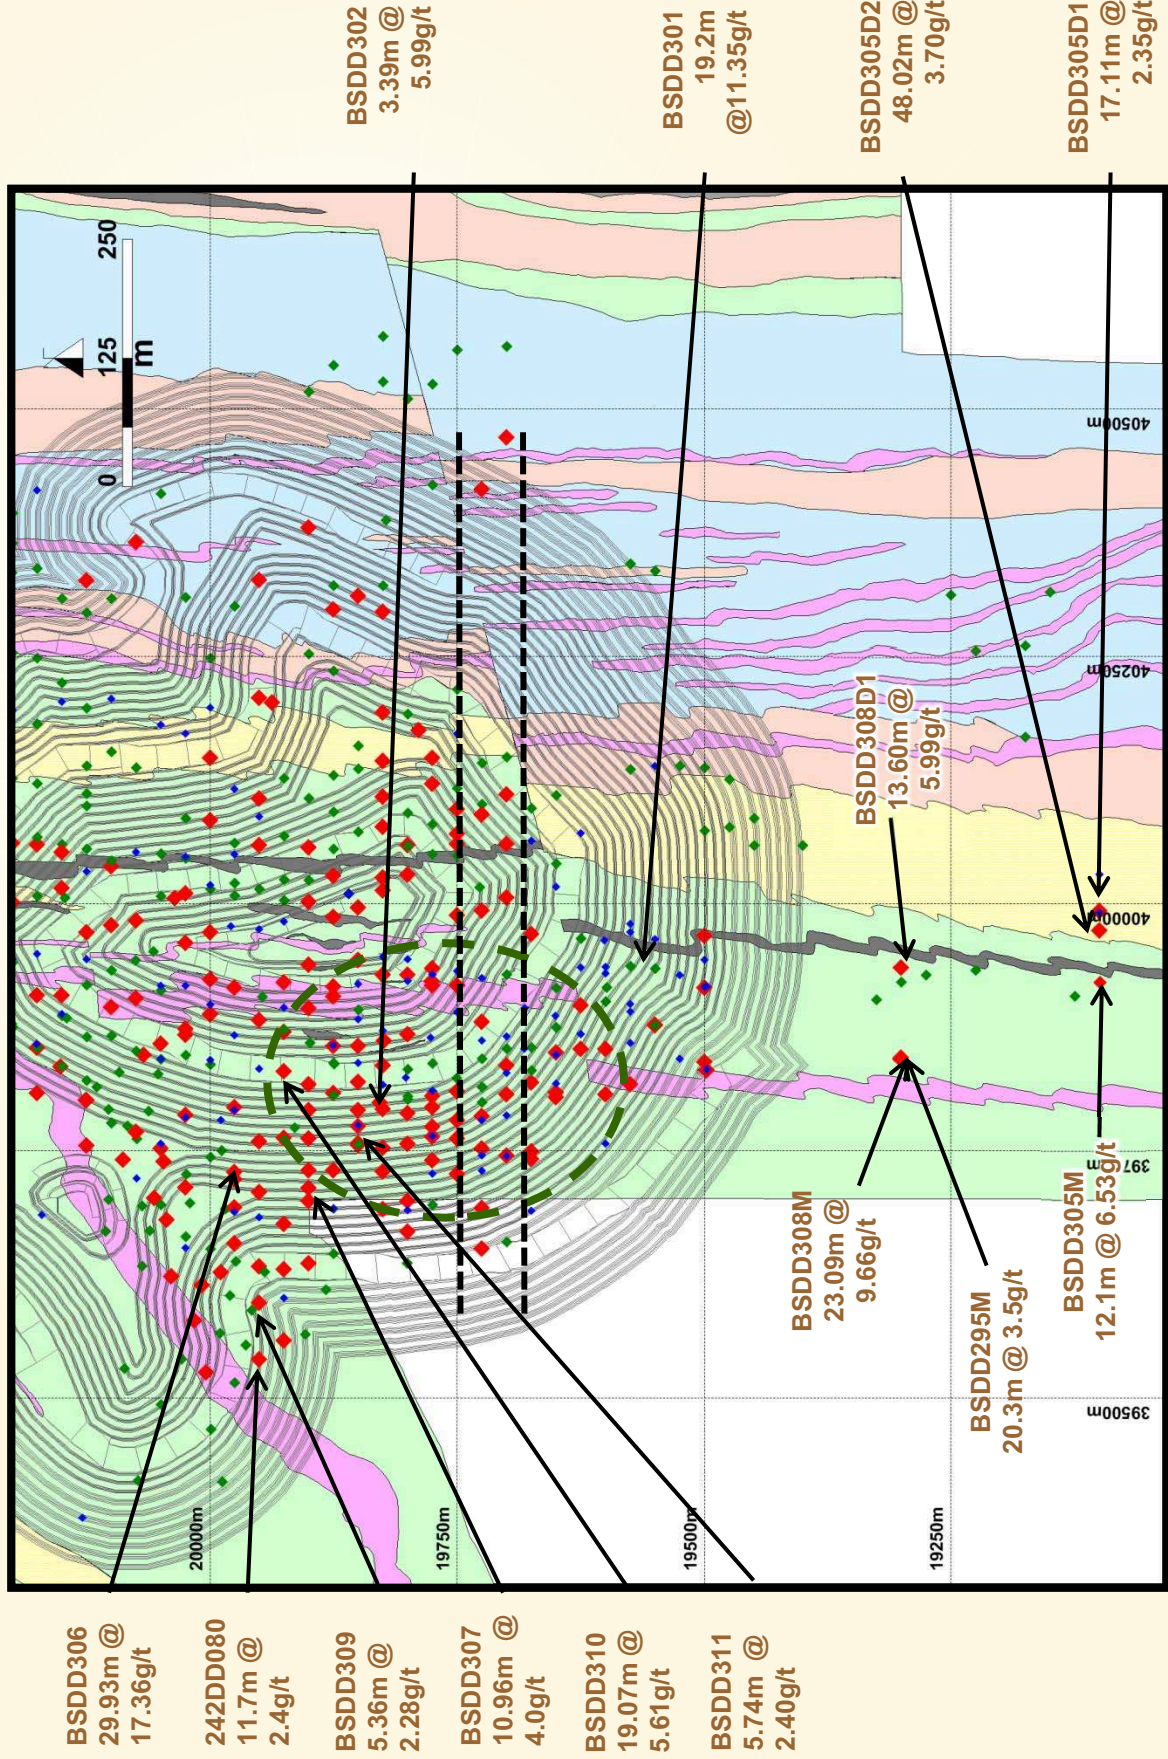 BSDD302
3.39m @
5.99g/t
BSDD301
19.2m
@11.35g/t
BSDD305D2
48.02m @
3.70g/t
BSDD305D1
17.11m @
2.35g/t
0 125 250
m
40500m
40250m
40000m
39500m
20000m
19750m
19500m
19250m
BSDD308D1
13.60m @
5.99g/t
BSDD308M
23.09m @
9.66g/t
BSDD295M
20.3m @ 3.5g/t
BSDD305M
12.1m @ 6.53g/t
BSDD306
29.93m @
17.36g/t
242DD080
11.7m @
2.4g/t
BSDD309
5.36m @
2.28g/t
BSDD307
10.96m @
4.0g/t
BSDD310
19.07m @
5.61g/t
BSDD311
5.74m @
2.40g/t